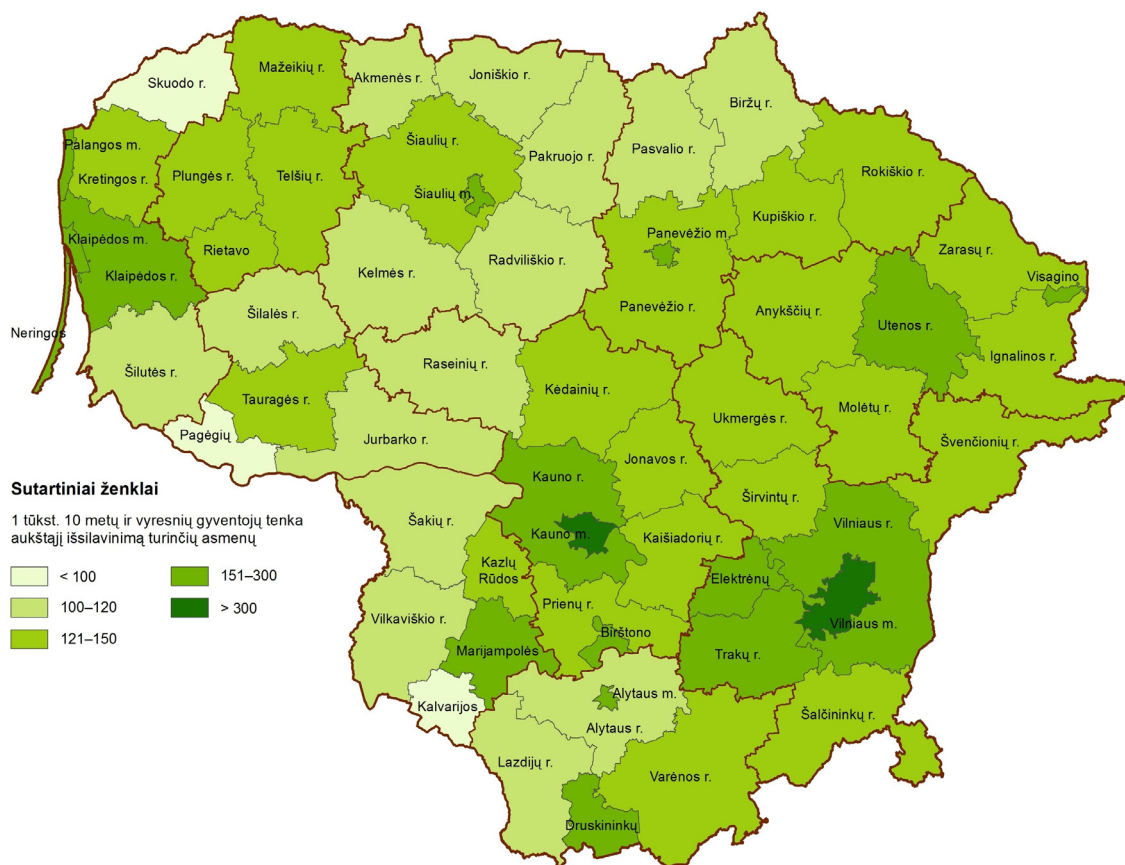 Skuodo r.
Mažeikių r.
Akmenės r.
Joniškio r.
Biržų r.
Palangos m.
Kretingos r.
Plungės r.
Telšių r.
Šiaulių r.
Šiaulių m.
Pakruojo r.
Pasvalio r.
Rokiškio r.
Kupiškio r.
Klaipėdos m.
Klaipėdos r.
Rietavo
Kelmės r.
Radviliškio r.
Panevėžio m.
Panevėžio r.
Anykščių r.
Zarasų r.
Visagino
Utenos r.
Ignalinos r.
Neringos
Šilalės r.
Šilutės r.
Tauragės r.
Raseinių r.
Kėdainių r.
Ukmergės r.
Molėtų r.
Švenčionių r.
Pagėgių
Jurbarko r.
Kauno r.
Jonavos r.
Širvintų r.
Vilniaus r.
Šakių r.
Kauno m.
Kaišiadorių r.
Kazlų
Rūdos
Elektrėnų
Vilkaviškio r.
Prienų r.
Birštono
Vilniaus m.
Marijampolės
Trakų r.
Kalvarijos
Alytaus m.
Alytaus r.
Šalčininkų r.
Lazdijų r.
Varėnos r.
Druskininkų
Sutartiniai ženklai
1 tūkst. 10 metų ir vyresnių gyventojų tenka
aukštąjį išsilavinimą turinčių asmenų
< 100
100–120
121–150
151–300
> 300